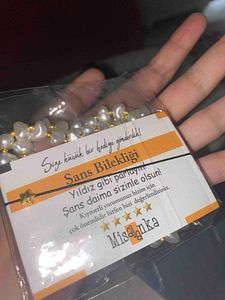 Size küçük bir hediye gönderdik!
Şans Bilekliği
Yıldız gibi parlayın!
Şans daima sizinle olsun!
Kıymetli yorumunuz bizim için
çok önemlidir lütfen bizi değerlendiriniz.